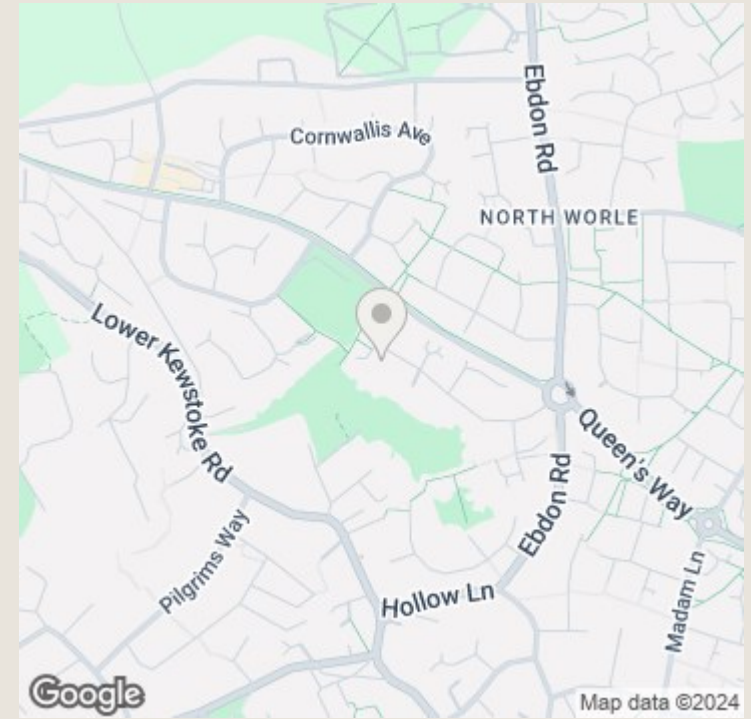 Ebdon Rd
Cornwallis Ave
NORTH WORLE
Lower Kewstoke Rd
Queen's Way
Ebdon Rd
Pilgrims Way
Hollow Ln
Madam Ln
Google
Map data ©2024